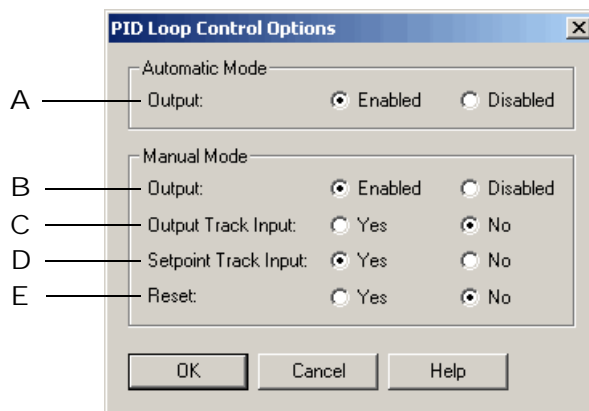 PID Loop Control Options
Automatic Mode
A Output: Enabled Disabled
Manual Mode
B Output: Enabled Disabled
C Output Track Input: Yes No
D Setpoint Track Input: Yes No
E Reset: Yes No
OK Cancel Help